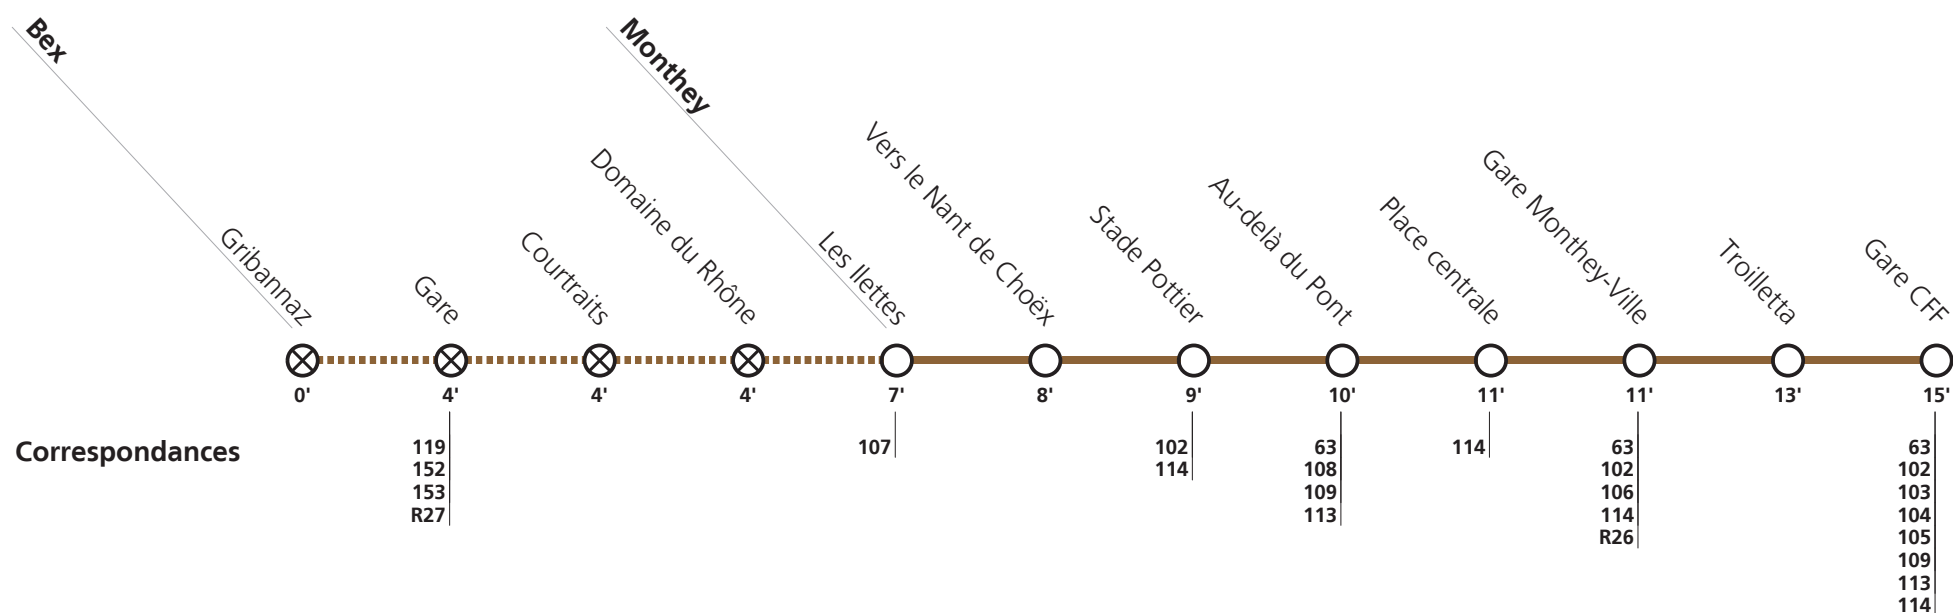 Bex
Monthey
Gribannaz
Gare
Courtraits
Domaine du Rhône
Les Ilettes
Vers le Nant de Choëx
Stade Pottier
Au-delà du Pont
Place centrale
Gare Monthey-Ville
Troilletta
Gare CFF
0' 4' 4' 4' 7' 8' 9' 10' 11' 11' 13' 15'
Correspondances
119
152
153
R27
107
102
114
63
108
109
113
114
63
102
106
114
R26
63
102
103
104
105
109
113
114